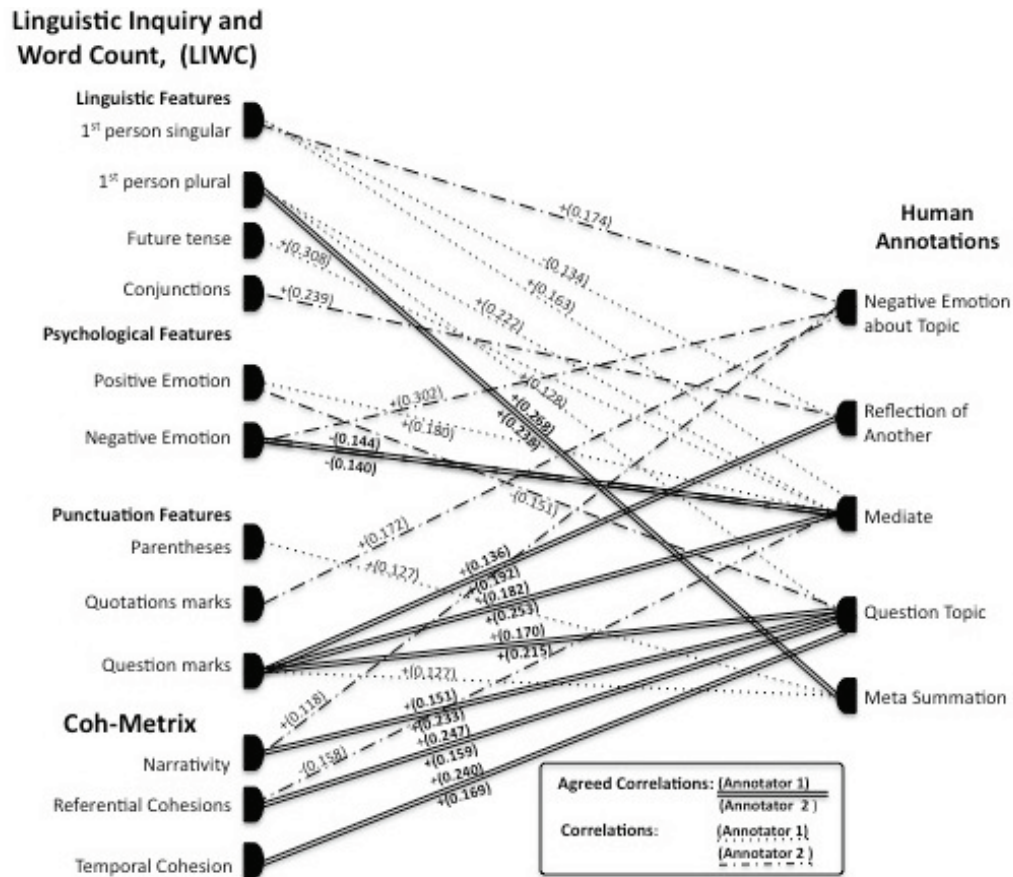 Linguistic Inquiry and
Word Count, (LIWC)
Linguistic Features
1st person singular
1st person plural
Future tense
Conjunctions
Psychological Features
Positive Emotion
Negative Emotion
Punctuation Features
Parentheses
Quotations marks
Question marks
Coh-Metrix
Narrativity
Referential Cohesions
Temporal Cohesion
+(0.174)
-(0.134)
+(0.163)
-(0.308)
+(0.222)
+(0.239)
+(0.128)
+(0.268)
+(0.238)
+(0.302)
+(0.180)
-(0.144)
-(0.140)
-(0.151)
+(0.172)
+(0.127)
+(0.136)
+(0.192)
+(0.182)
+(0.253)
+(0.170)
+(0.215)
+(0.127)
+(0.118)
+(0.151)
+(0.233)
-(0.158)
+(0.247)
+(0.159)
+(0.240)
+(0.169)
Human
Annotations
Negative Emotion
about Topic
Reflection of
Another
Mediate
Question Topic
Meta Summation
Agreed Correlations: (Annotator 1)
(Annotator 2 )
Correlations: (Annotator 1)
(Annotator 2 )